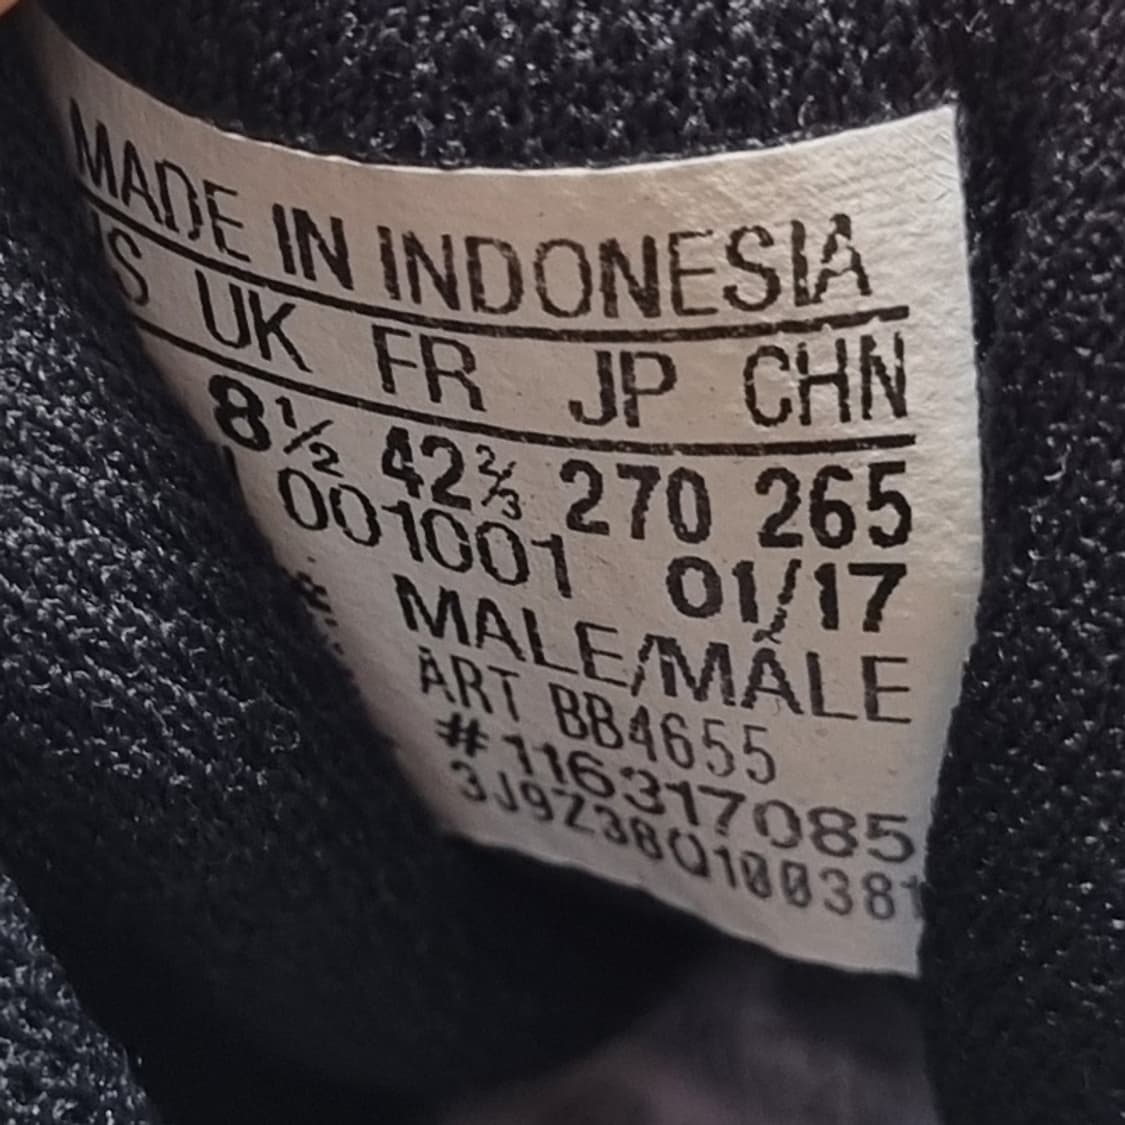 MADE IN INDONESIA
S UK FR JP CHN
8½ 42⅔ 270 265
001001 01/17
MALE/MÂLE
ART BB4655
#116317085
3J9Z38Q100381